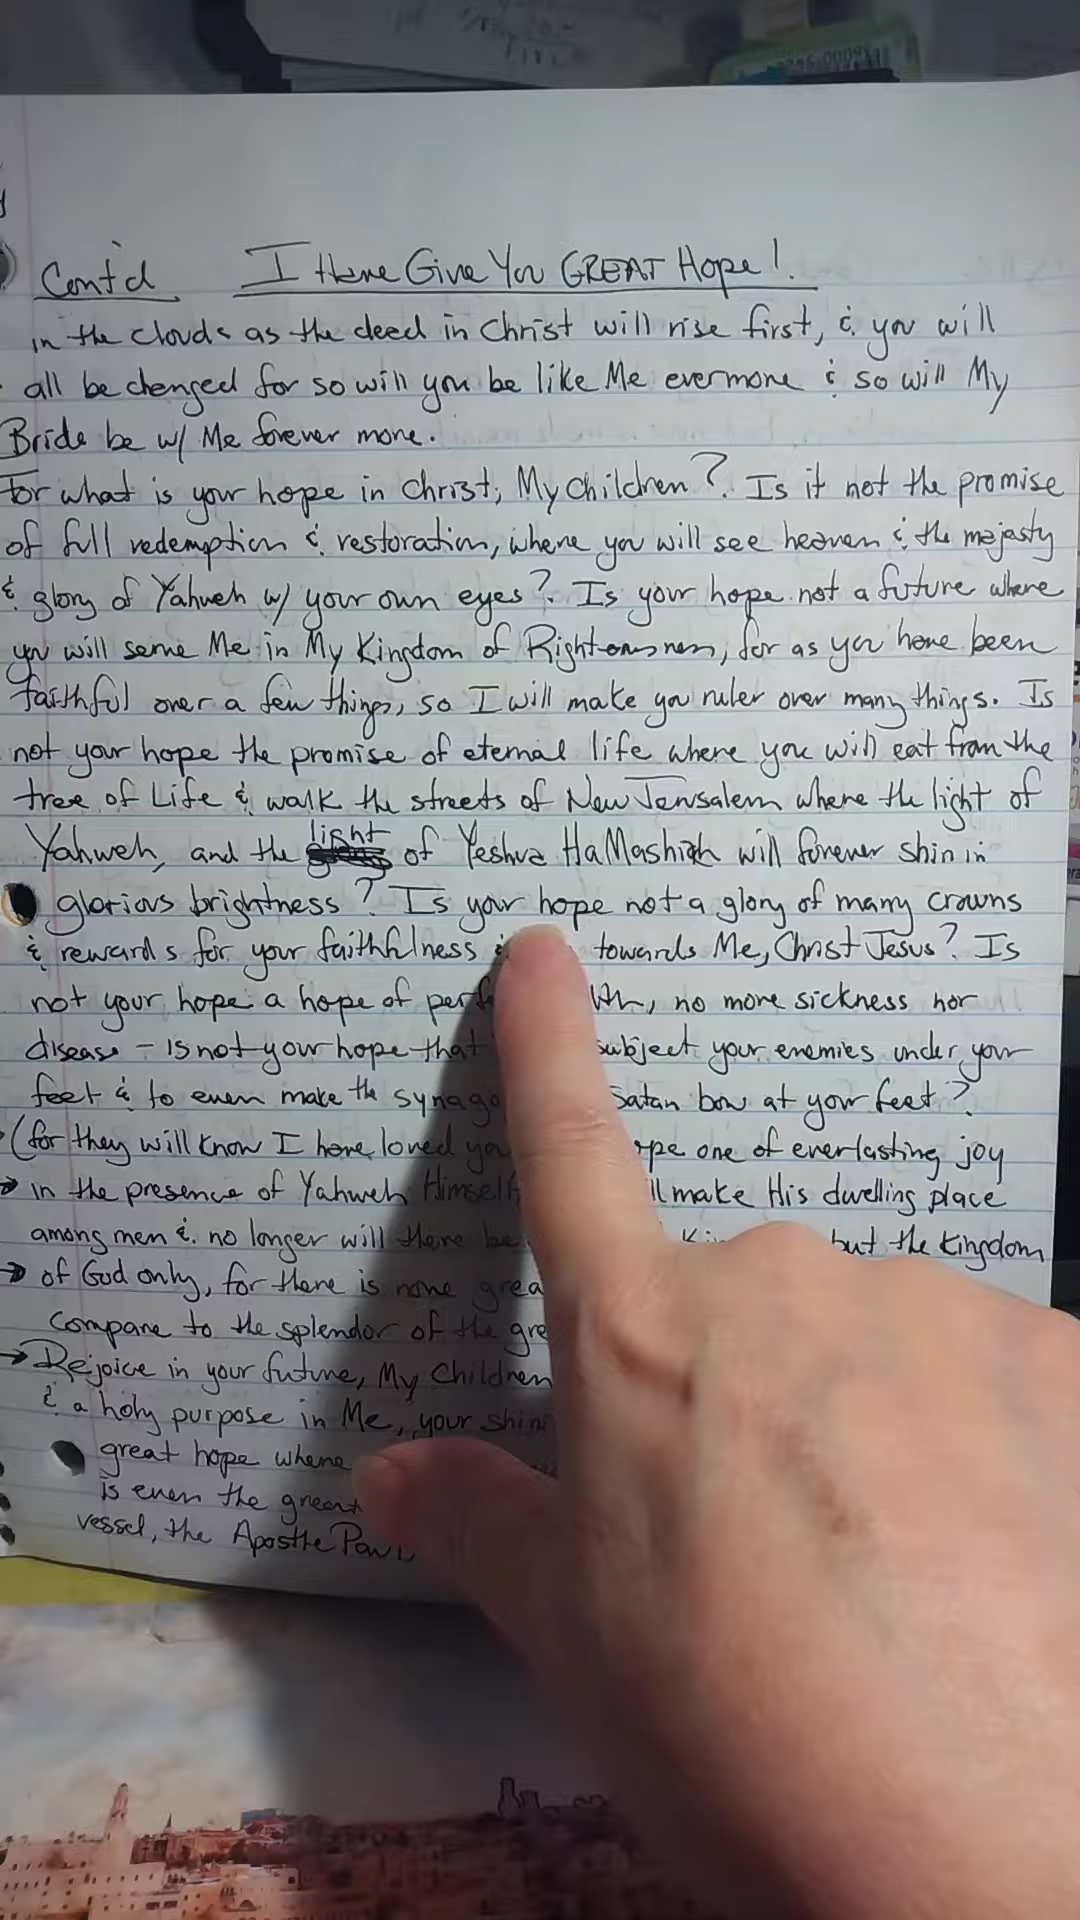 Cont'd I Have Give You GREAT Hope!
in the clouds as the dead in Christ will rise first, & you will
all be changed for so will you be like Me evermore & so will My
Bride be w/ Me forever more.
For what is your hope in Christ, My Children? Is it not the promise
of full redemption & restoration, where you will see heaven & the majesty
& glory of Yahweh w/ your own eyes? Is your hope not a future where
you will serve Me in My Kingdom of Righteousness, for as you have been
faithful over a few things, so I will make you ruler over many things. Is
not your hope the promise of eternal life where you will eat from the
tree of Life & walk the streets of New Jerusalem where the light of
Yahweh, and the light of Yeshua HaMashiah will forever shin in
glorious brightness? Is your hope not a glory of many crowns
& rewards for your faithfulness towards Me, Christ Jesus? Is
not your hope a hope of no more sickness nor
disease - is not your hope that subject your enemies under your
feet & to even make the Satan bow at your feet?
(for they will know I have loved one of everlasting joy
in the presence of Yahweh Himself make His dwelling place
among men & no longer will there be but the kingdom
of God only, for there is none
Compare to the splendor of the
Rejoice in your future, My Children
& a holy purpose in Me, your
great hope where
is even the
vessel, the Apostle Paul